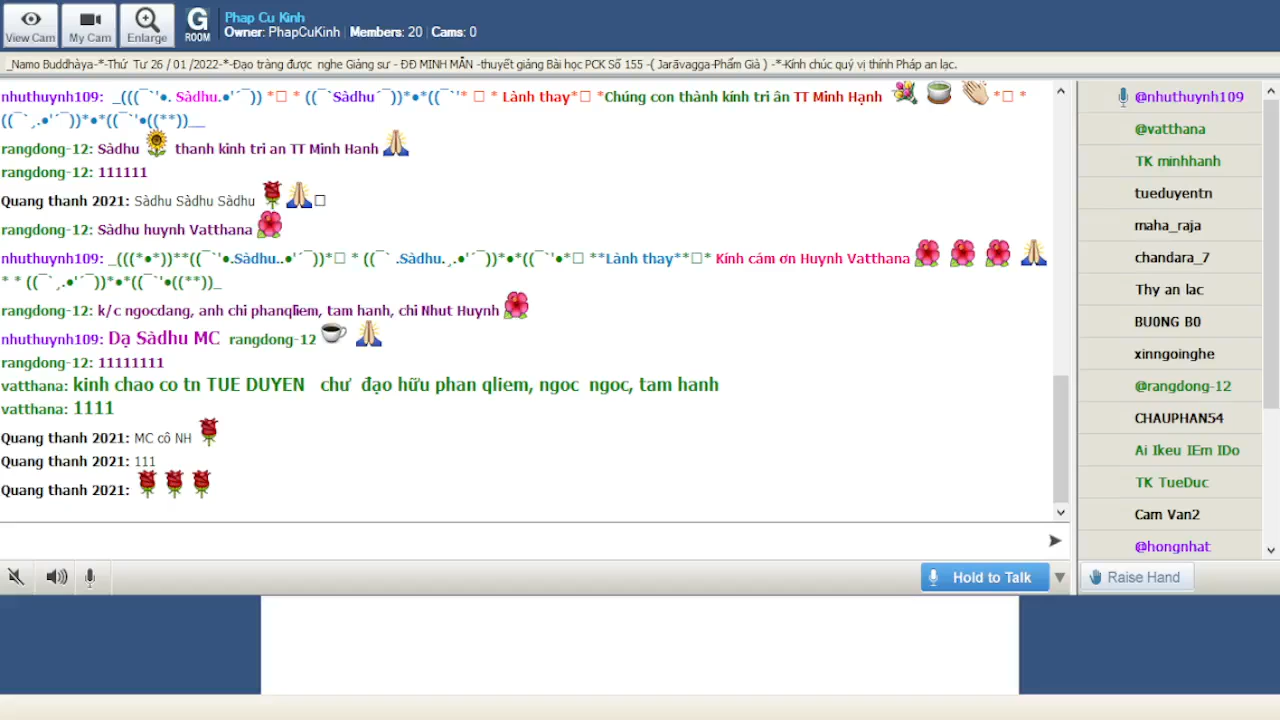 View Cam
My Cam
Enlarge
G ROOM
Phap Cu Kinh
Owner: PhapCuKinh | Members: 20 | Cams: 0
_Namo Buddhàya-*-Thứ Tư 26 / 01 /2022-*-Đạo tràng được nghe Giảng sư - ĐĐ MINH MẪN -thuyết giảng Bài học PCK Số 155 -( Jarāvagga-Phẩm Già ) -*-Kính chúc quý vị thính Pháp an lạc.
nhuthuynh109: _(((¯`'•. Sàdhu.•'´¯)) *□ * ((¯`Sàdhu´¯))*•*((¯`'* □ * Lành thay*□ *Chúng con thành kính tri ân TT Minh Hạnh *□ *
((¯`¸.•'´¯))*•*((¯`'•((**))__
rangdong-12: Sàdhu thanh kinh tri an TT Minh Hanh
rangdong-12: 111111
Quang thanh 2021: Sàdhu Sàdhu Sàdhu □
rangdong-12: Sàdhu huynh Vatthana
nhuthuynh109: _(((*•*))**((¯`'•.Sàdhu..•'´¯))*□ * ((¯` .Sàdhu.¸.•'´¯))*•*((¯`'•*□ **Lành thay**□* Kính cám ơn Huynh Vatthana
* * ((¯`¸.•'´¯))*•*((¯`'•((**))_
rangdong-12: k/c ngocdang, anh chi phanqliem, tam hanh, chi Nhut Huynh
nhuthuynh109: Dạ Sàdhu MC rangdong-12
rangdong-12: 11111111
vatthana: kinh chao co tn TUE DUYEN chư đạo hữu phan qliem, ngoc ngoc, tam hanh
vatthana: 1111
Quang thanh 2021: MC cô NH
Quang thanh 2021: 111
Quang thanh 2021:
@nhuthuynh109
@vatthana
TK minhhanh
tueduyentn
maha_raja
chandara_7
Thy an lac
BU0NG B0
xinngoinghe
@rangdong-12
CHAUPHAN54
Ai Ikeu IEm IDo
TK TueDuc
Cam Van2
@hongnhat
Hold to Talk
Raise Hand